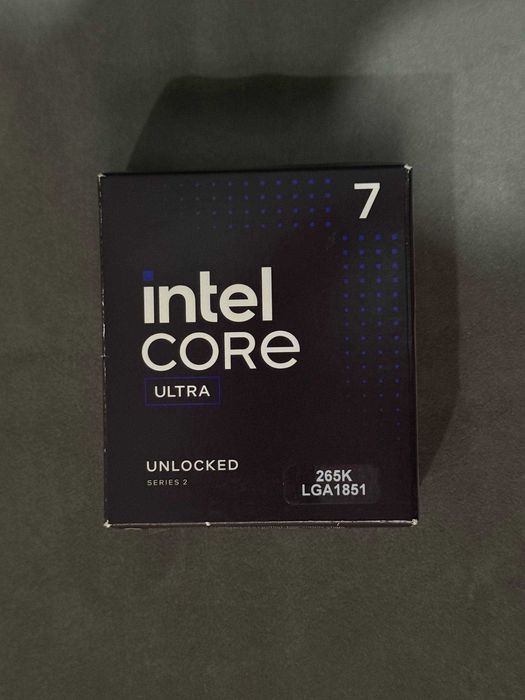 7
intel
CORe
ULTRA
UNLOCKED
SERIES 2
265K
LGA1851